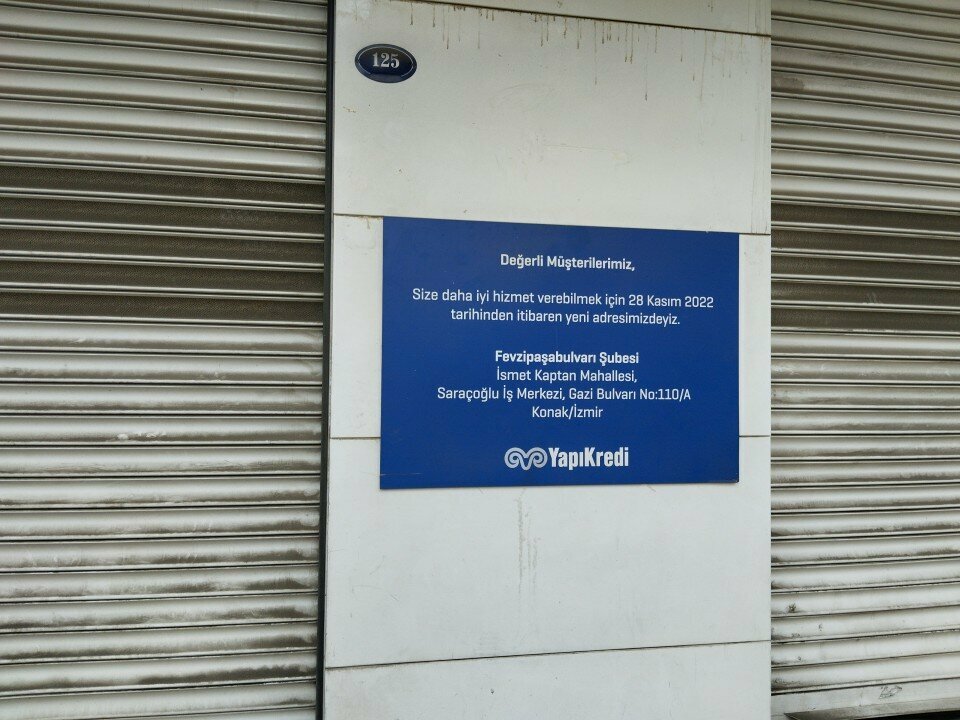 125
Değerli Müşterilerimiz,
Size daha iyi hizmet verebilmek için 28 Kasım 2022
tarihinden itibaren yeni adresimizdeyiz.
Fevzipaşabulvarı Şubesi
İsmet Kaptan Mahallesi,
Saraçoğlu İş Merkezi, Gazi Bulvarı No:110/A
Konak/İzmir
YapıKredi